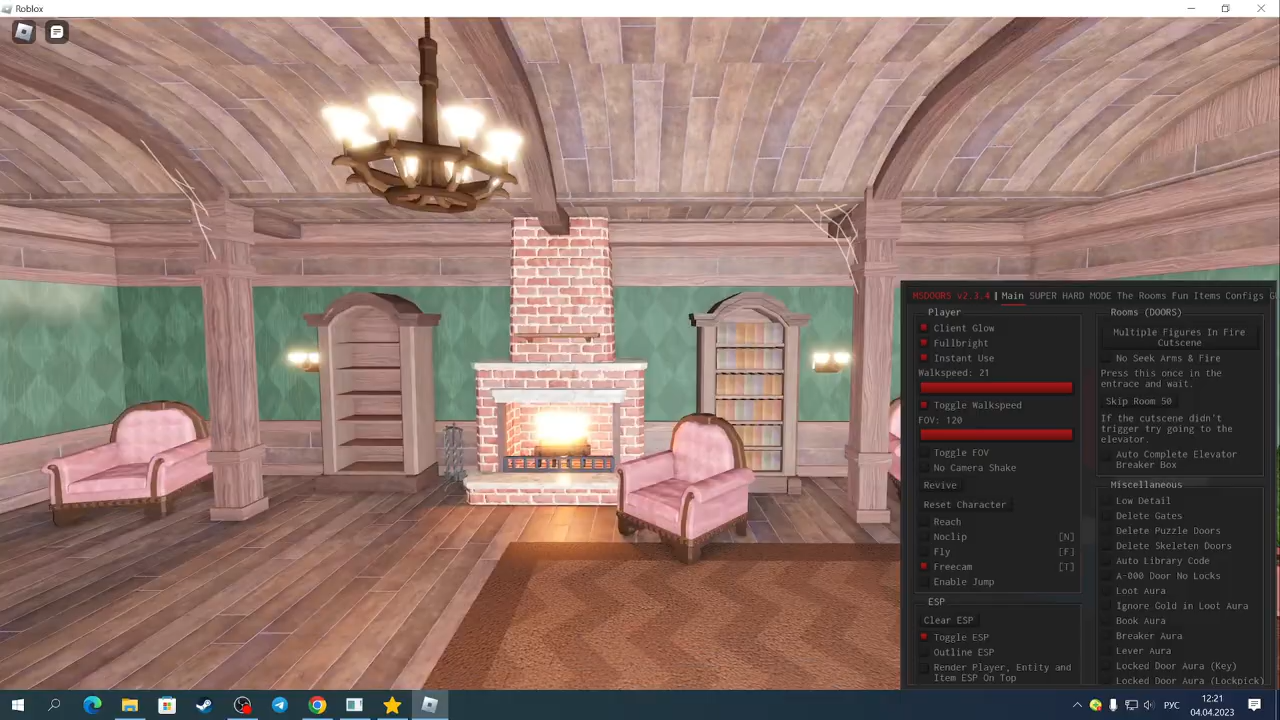 Roblox
MSDOORS v2.3.4 | Main SUPER HARD MODE The Rooms Fun Items Configs
Player
Client Glow
Fullbright
Instant Use
Walkspeed: 21
Toggle Walkspeed
FOV: 120
Toggle FOV
No Camera Shake
Revive
Reset Character
Reach
Noclip [N]
Fly [F]
Freecam [T]
Enable Jump
ESP
Clear ESP
Toggle ESP
Outline ESP
Render Player, Entity and
Item ESP On Top
Rooms (DOORS)
Multiple Figures In Fire
Cutscene
No Seek Arms & Fire
Press this once in the
entrace and wait.
Skip Room 50
If the cutscene didn't
trigger try going to the
elevator.
Auto Complete Elevator
Breaker Box
Miscellaneous
Low Detail
Delete Gates
Delete Puzzle Doors
Delete Skeleten Doors
Auto Library Code
A-000 Door No Locks
Loot Aura
Ignore Gold in Loot Aura
Book Aura
Breaker Aura
Lever Aura
Locked Door Aura (Key)
Locked Door Aura (Lockpick)
РУС
12:21
04.04.2023